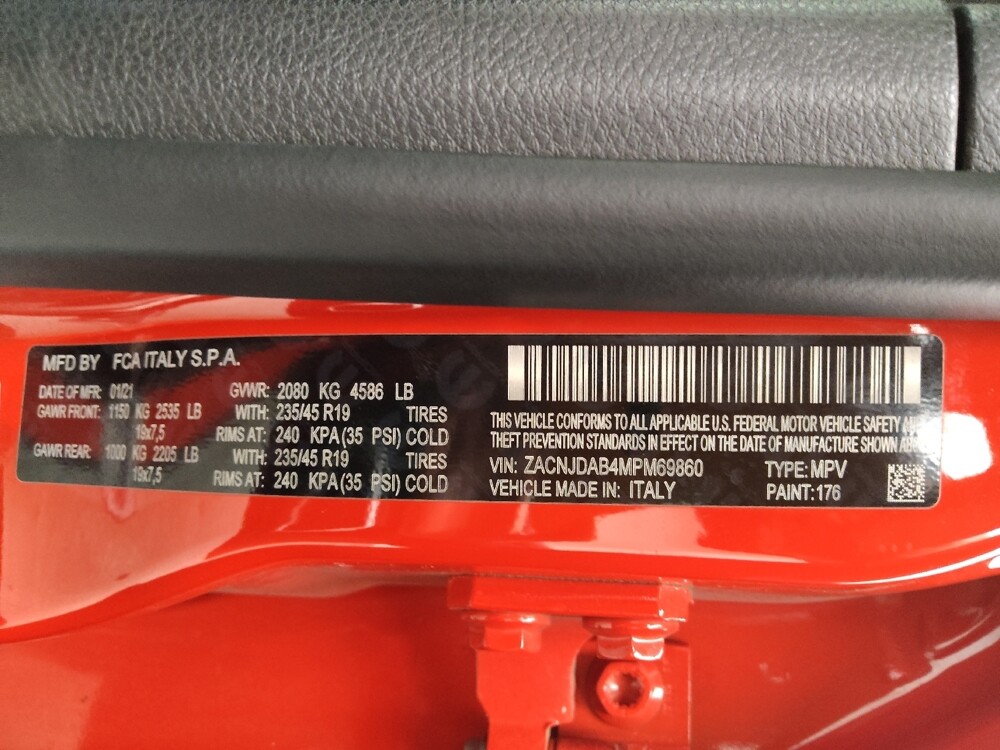 MFD BY FCA ITALY S.P.A.
DATE OF MFR: 01/21 GVWR: 2080 KG 4586 LB
GAWR FRONT: 1150 KG 2535 LB WITH: 235/45 R19 TIRES
19x7,5 RIMS AT: 240 KPA (35 PSI) COLD
GAWR REAR: 1000 KG 2205 LB WITH: 235/45 R19 TIRES
19x7,5 RIMS AT: 240 KPA (35 PSI) COLD
THIS VEHICLE CONFORMS TO ALL APPLICABLE U.S. FEDERAL MOTOR VEHICLE SAFETY AND
THEFT PREVENTION STANDARDS IN EFFECT ON THE DATE OF MANUFACTURE SHOWN
VIN: ZACNJDAB4MPM69860 TYPE: MPV
VEHICLE MADE IN: ITALY PAINT: 176